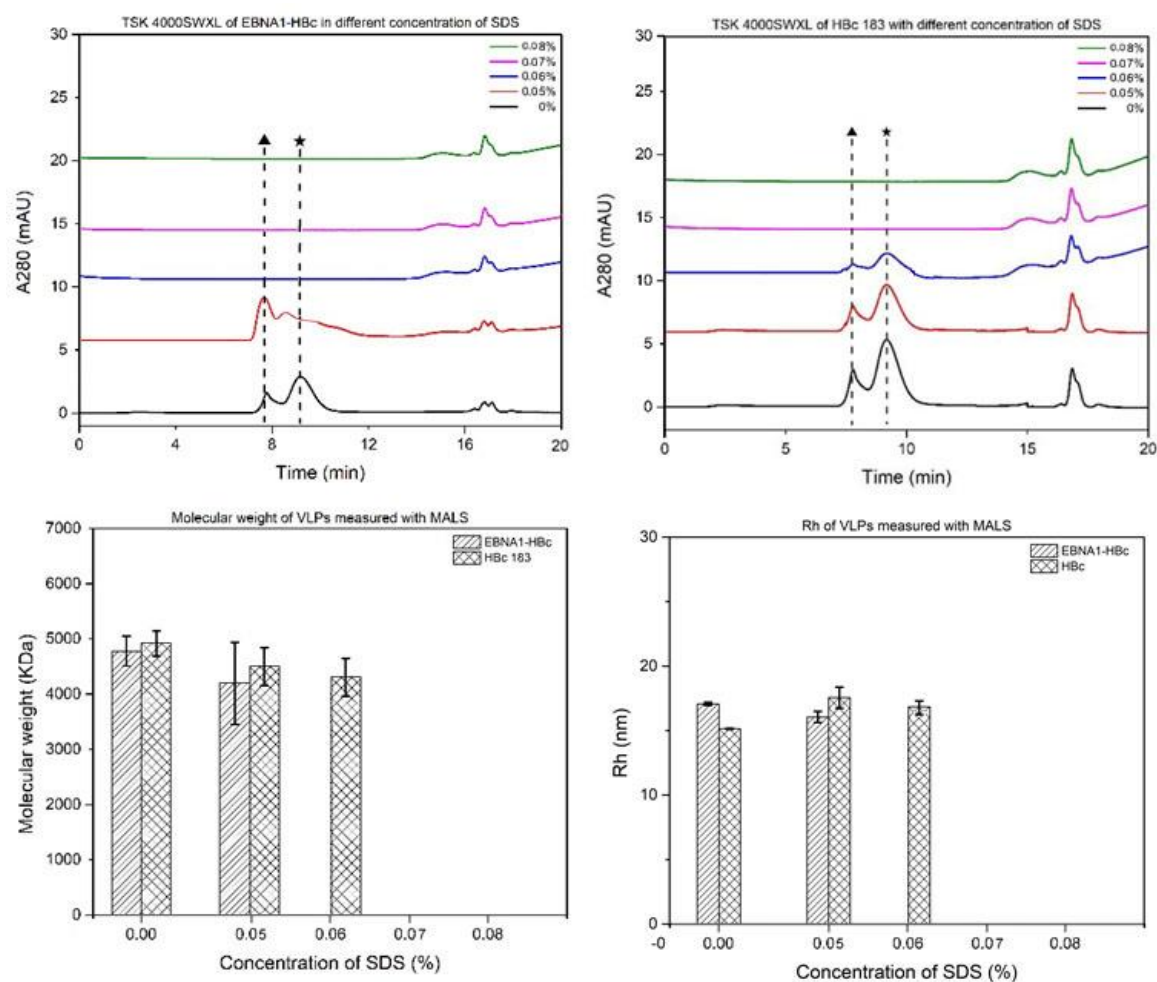 TSK 4000SWXL of EBNA1-HBc in different concentration of SDS
30
25
20
15
10
5
0
A280 (mAU)
0.08%
0.07%
0.06%
0.05%
0%
▲ ★
0 4 8 12 16 20
Time (min)
TSK 4000SWXL of HBc 183 with different concentration of SDS
30
25
20
15
10
5
0
A280 (mAU)
0.08%
0.07%
0.06%
0.05%
0%
▲ ★
0 5 10 15 20
Time (min)
Molecular weight of VLPs measured with MALS
7000
6000
5000
4000
3000
2000
1000
0
Molecular weight (KDa)
EBNA1-HBc
HBc 183
0.00 0.05 0.06 0.07 0.08
Concentration of SDS (%)
Rh of VLPs measured with MALS
30
20
10
0
Rh (nm)
EBNA1-HBc
HBc
-0 0.00 0.05 0.06 0.07 0.08
Concentration of SDS (%)